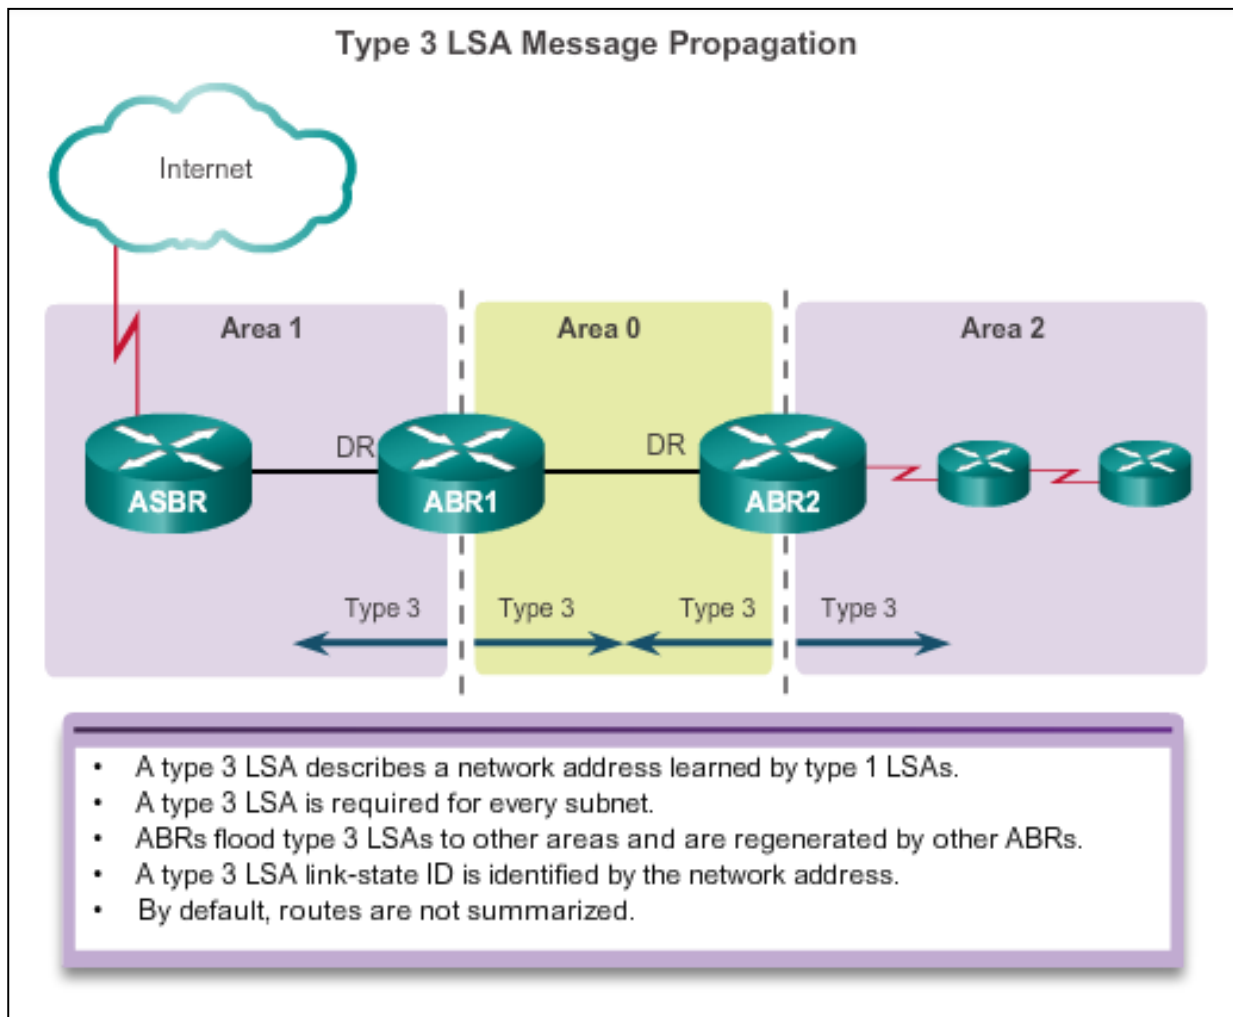 Type 3 LSA Message Propagation
Internet
Area 1
Area 0
Area 2
DR
DR
ASBR
ABR1
ABR2
Type 3
Type 3
Type 3
Type 3
• A type 3 LSA describes a network address learned by type 1 LSAs.
• A type 3 LSA is required for every subnet.
• ABRs flood type 3 LSAs to other areas and are regenerated by other ABRs.
• A type 3 LSA link-state ID is identified by the network address.
• By default, routes are not summarized.